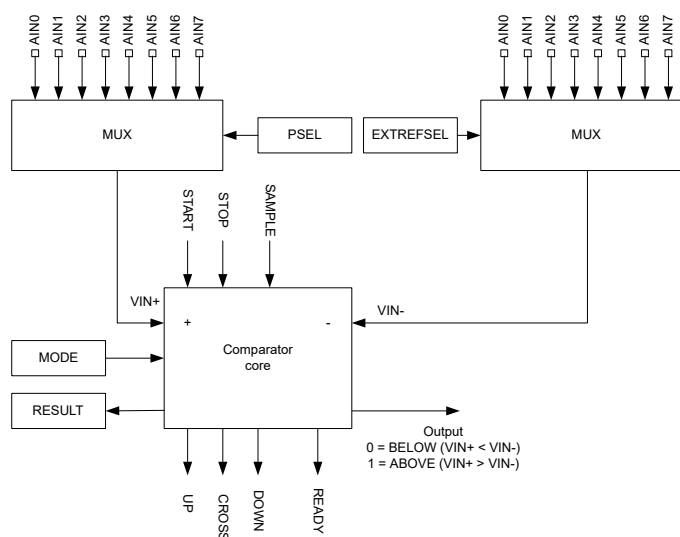 AIN0
AIN1
AIN2
AIN3
AIN4
AIN5
AIN6
AIN7
AIN0
AIN1
AIN2
AIN3
AIN4
AIN5
AIN6
AIN7
MUX
PSEL
EXTREFSEL
MUX
START
STOP
SAMPLE
VIN+
VIN-
+
-
Comparator
core
MODE
RESULT
Output
0 = BELOW (VIN+ < VIN-)
1 = ABOVE (VIN+ > VIN-)
UP
CROSS
DOWN
READY